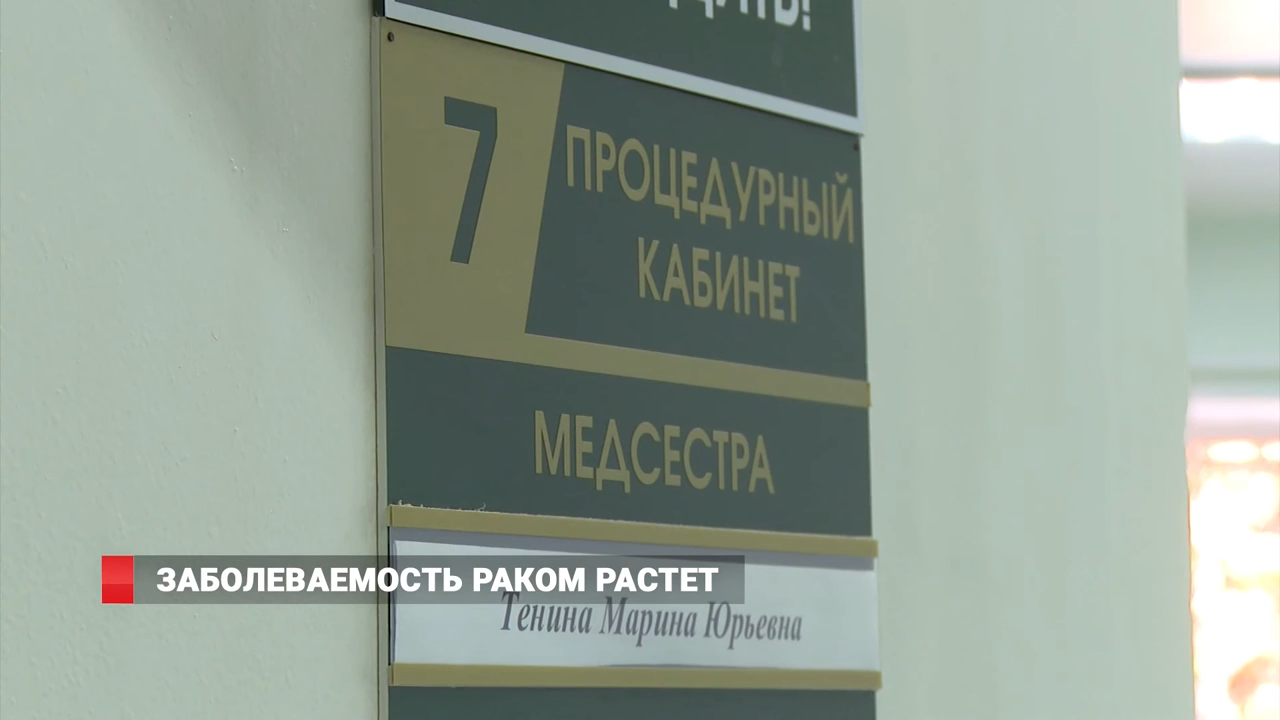 7
ПРОЦЕДУРНЫЙ
КАБИНЕТ
МЕДСЕСТРА
ЗАБОЛЕВАЕМОСТЬ РАКОМ РАСТЕТ
Тенина Марина Юрьевна